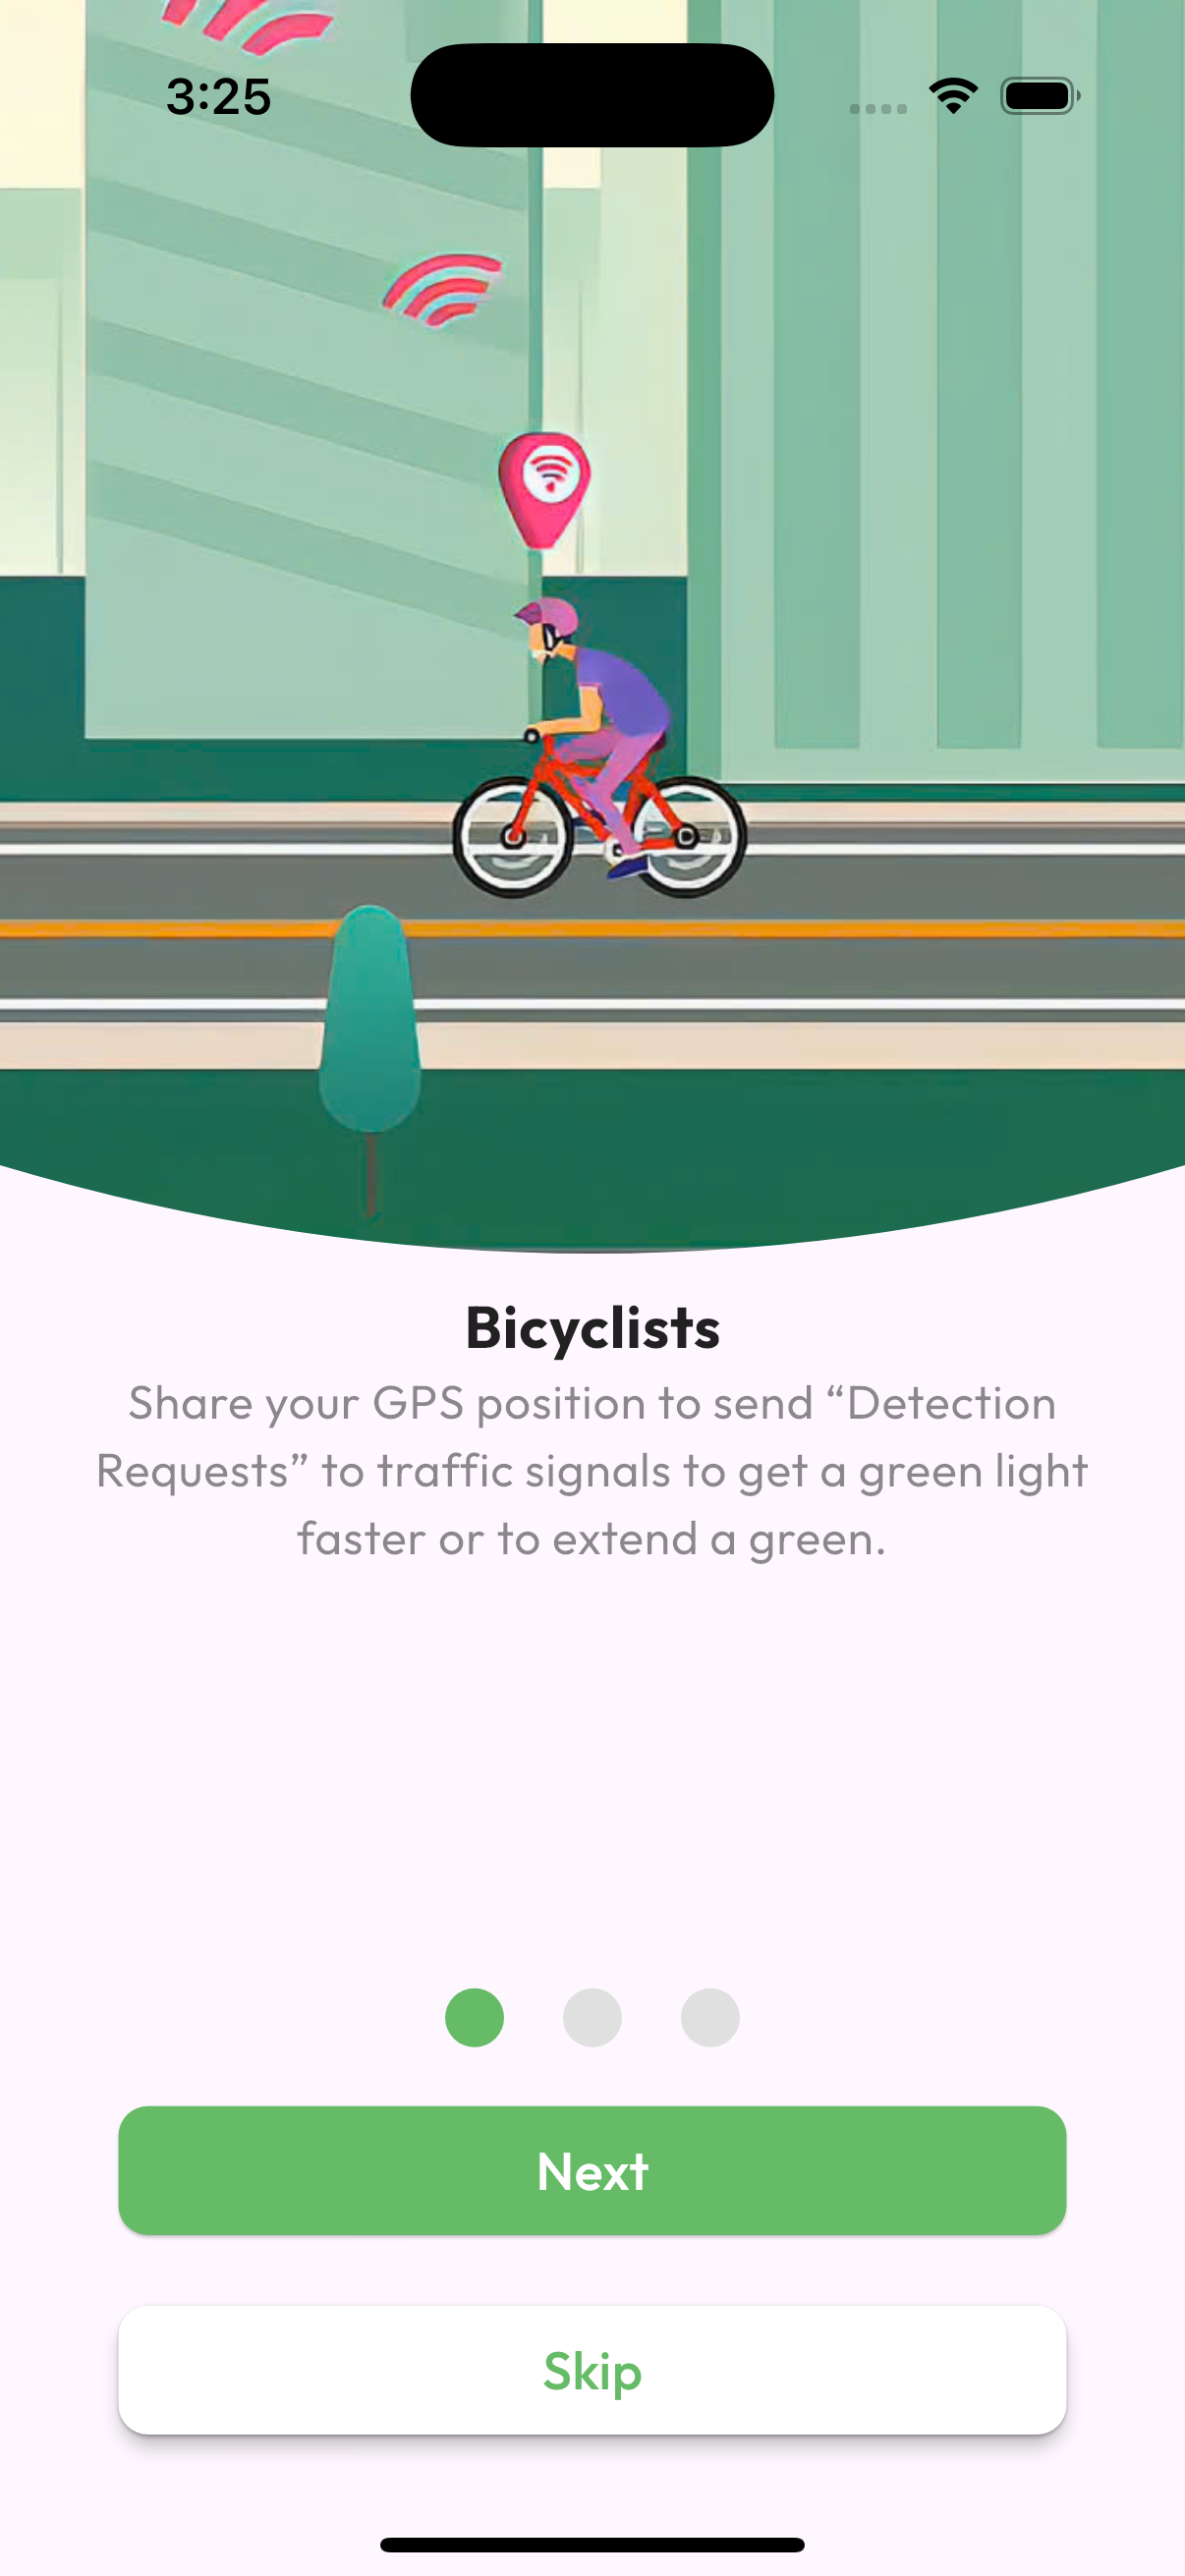 3:25
Bicyclists
Share your GPS position to send “Detection
Requests” to traffic signals to get a green light
faster or to extend a green.
Next
Skip